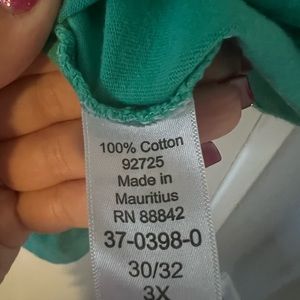 100% Cotton
92725
Made in
Mauritius
RN 88842
37-0398-0
30/32
3X